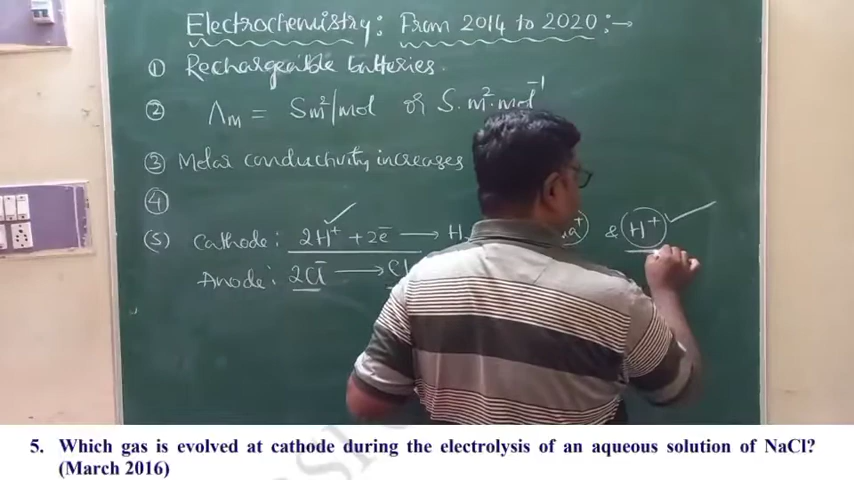 Electrochemistry: From 2014 to 2020:→
① Rechargeable batteries.
② Λm = Sm²/mol or S.m².mol⁻¹
③ Molar conductivity increases
④
(5) Cathode: 2H⁺ + 2e⁻ → H & H⁺
Anode: 2Cl⁻ → Cl
5. Which gas is evolved at cathode during the electrolysis of an aqueous solution of NaCl?
(March 2016)